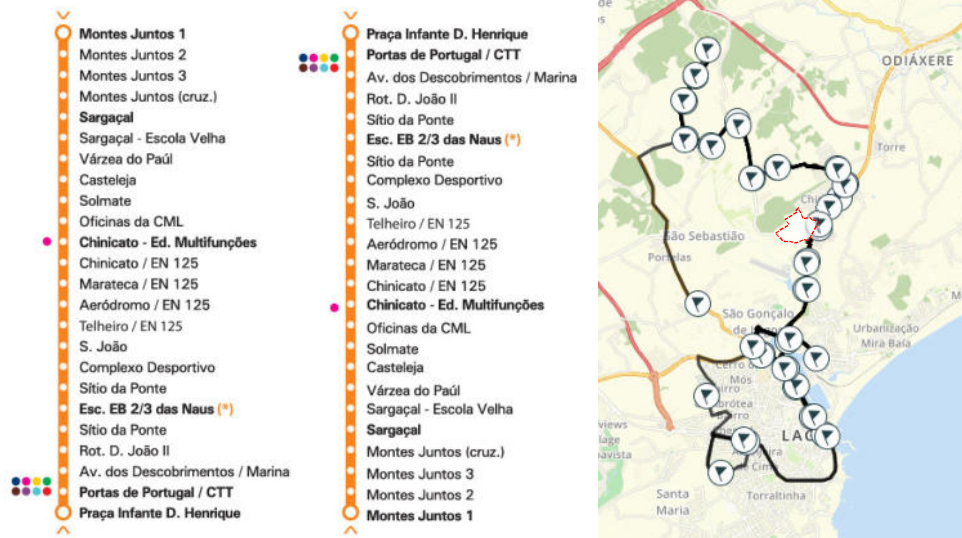 Montes Juntos 1
Montes Juntos 2
Montes Juntos 3
Montes Juntos (cruz.)
Sargaçal
Sargaçal - Escola Velha
Várzea do Paúl
Casteleja
Solmate
Oficinas da CML
Chinicato - Ed. Multifunções
Chinicato / EN 125
Marateca / EN 125
Aeródromo / EN 125
Telheiro / EN 125
S. João
Complexo Desportivo
Sítio da Ponte
Esc. EB 2/3 das Naus (*)
Sítio da Ponte
Rot. D. João II
Av. dos Descobrimentos / Marina
Portas de Portugal / CTT
Praça Infante D. Henrique
Praça Infante D. Henrique
Portas de Portugal / CTT
Av. dos Descobrimentos / Marina
Rot. D. João II
Sítio da Ponte
Esc. EB 2/3 das Naus (*)
Sítio da Ponte
Complexo Desportivo
S. João
Telheiro / EN 125
Aeródromo / EN 125
Marateca / EN 125
Chinicato / EN 125
Chinicato - Ed. Multifunções
Oficinas da CML
Solmate
Casteleja
Várzea do Paúl
Sargaçal - Escola Velha
Sargaçal
Montes Juntos (cruz.)
Montes Juntos 3
Montes Juntos 2
Montes Juntos 1
de
ODIÁXERE
Torre
São Sebastião
Portelas
São Gonçalo
Urbanização
Mira Baía
Mós
de Cima
Santa
Maria
Torraltinha